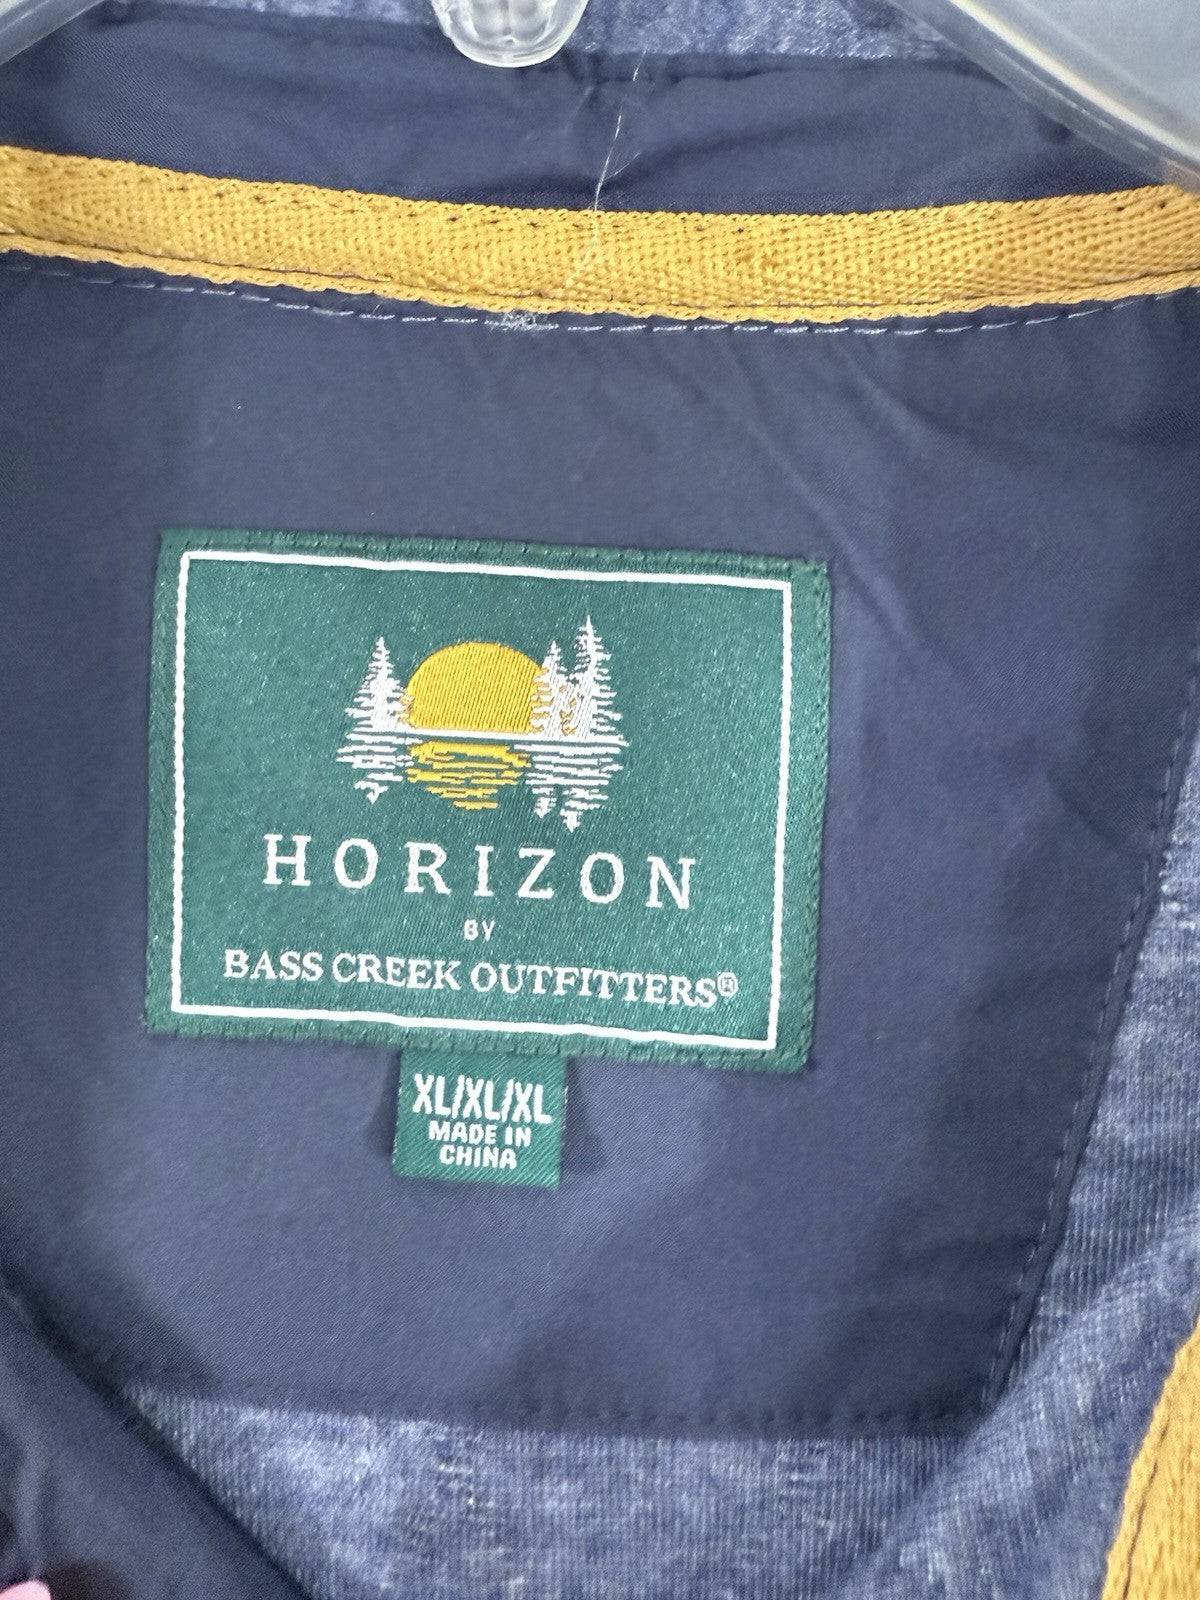 HORIZON
BY
BASS CREEK OUTFITTERS®
XL/XL/XL
MADE IN
CHINA